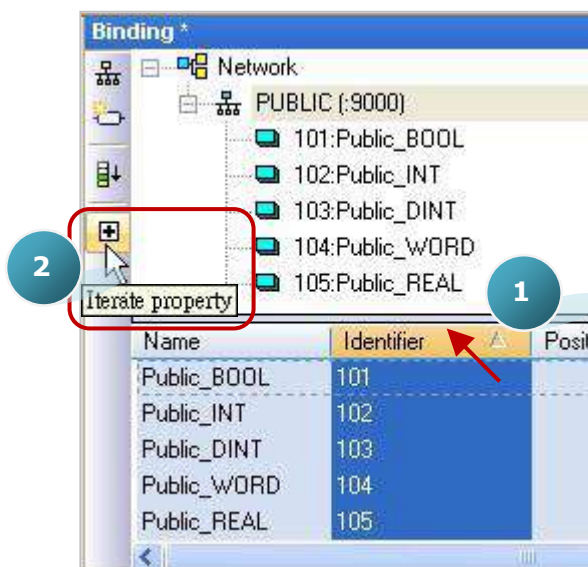 Binding *
Network
PUBLIC (:9000)
101:Public_BOOL
102:Public_INT
103:Public_DINT
104:Public_WORD
105:Public_REAL
2
1
Iterate property
Name Identifier Posit
Public_BOOL 101
Public_INT 102
Public_DINT 103
Public_WORD 104
Public_REAL 105